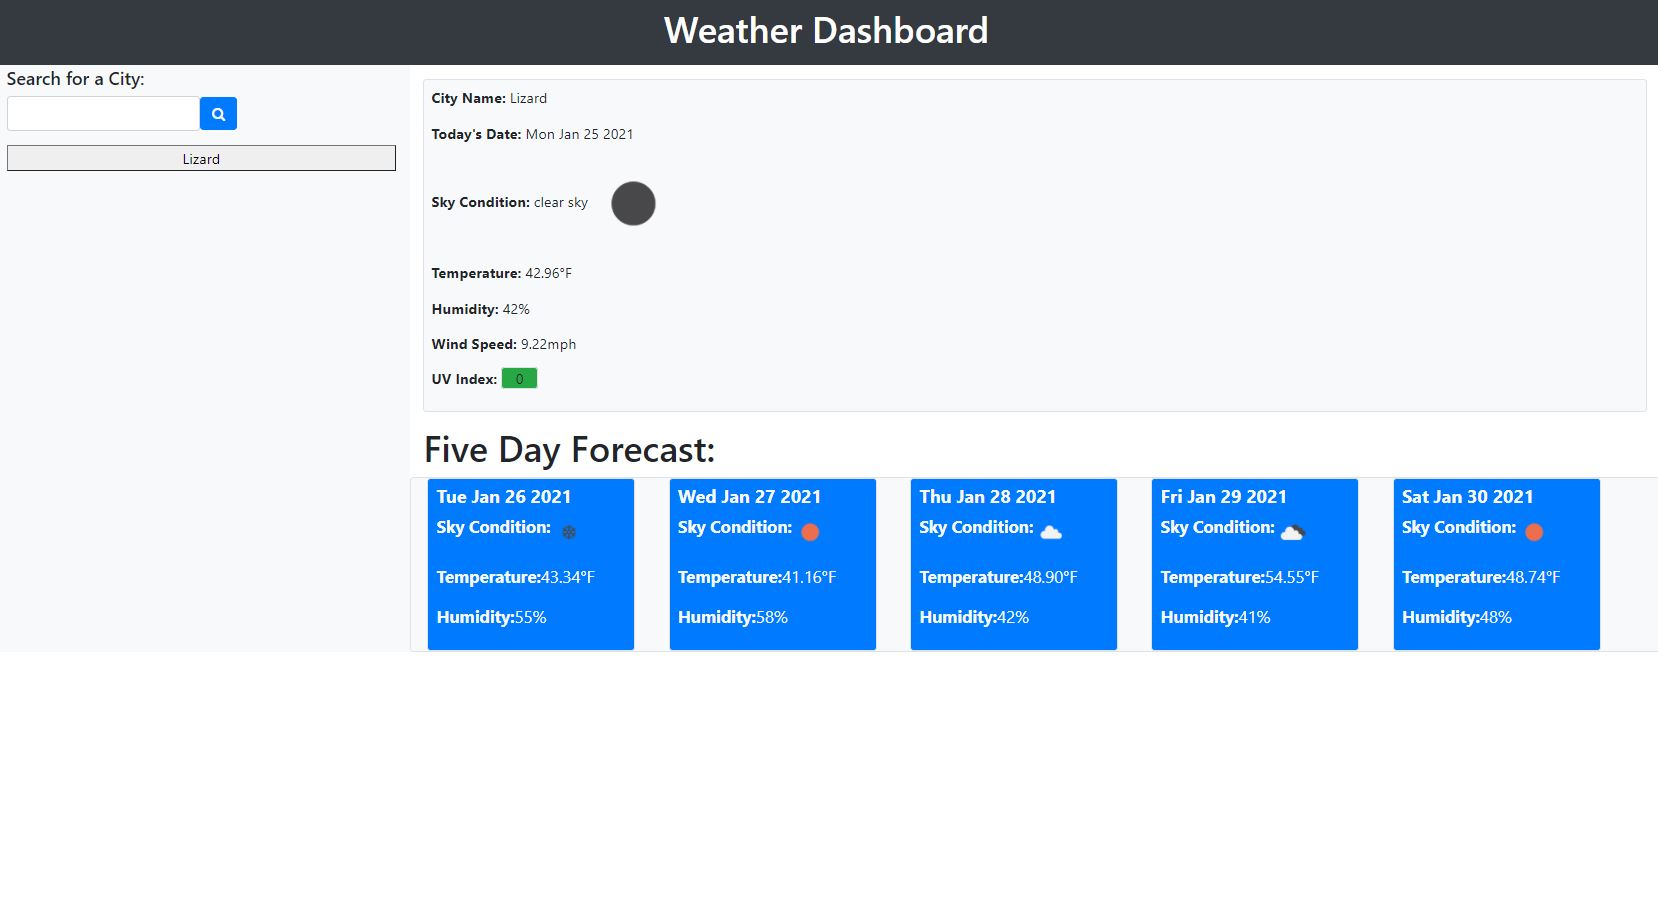 Weather Dashboard
Search for a City:
Lizard
City Name: Lizard
Today's Date: Mon Jan 25 2021
Sky Condition: clear sky
Temperature: 42.96°F
Humidity: 42%
Wind Speed: 9.22mph
UV Index: 0
Five Day Forecast:
Tue Jan 26 2021
Sky Condition:
Temperature:43.34°F
Humidity:55%
Wed Jan 27 2021
Sky Condition:
Temperature:41.16°F
Humidity:58%
Thu Jan 28 2021
Sky Condition:
Temperature:48.90°F
Humidity:42%
Fri Jan 29 2021
Sky Condition:
Temperature:54.55°F
Humidity:41%
Sat Jan 30 2021
Sky Condition:
Temperature:48.74°F
Humidity:48%